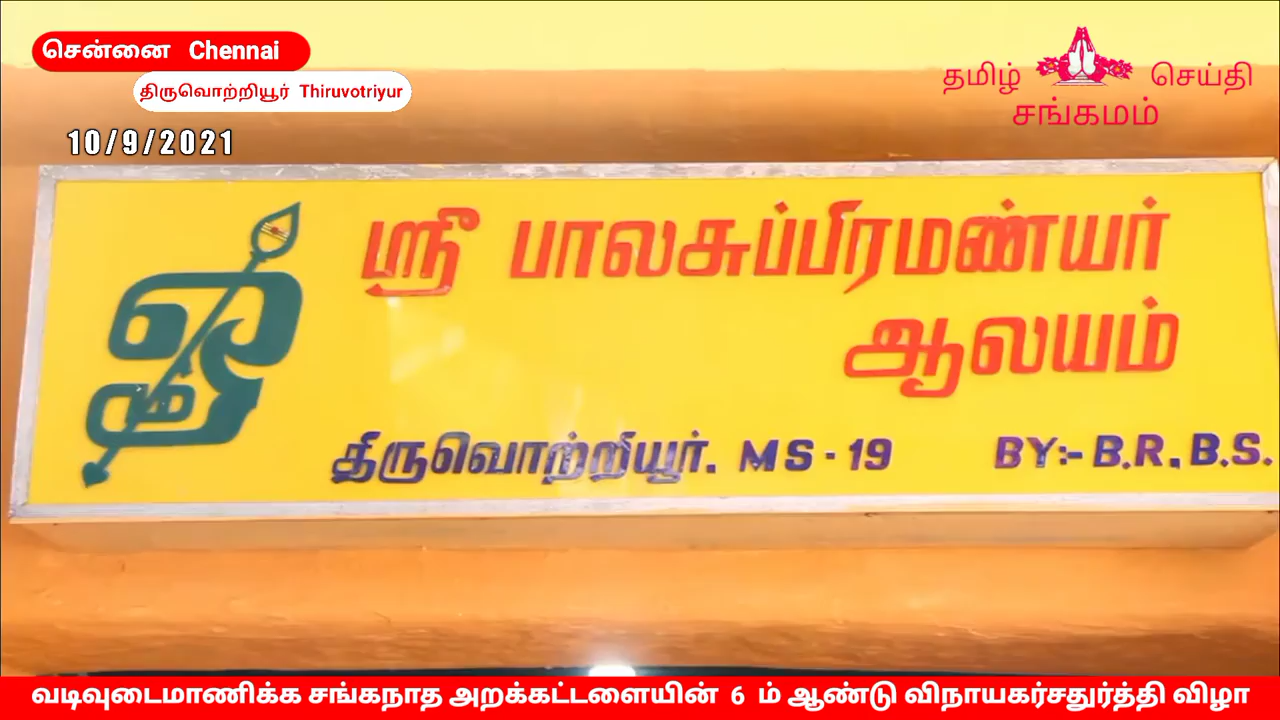 சென்னை Chennai
திருவொற்றியூர் Thiruvotriyur
10/9/2021
தமிழ் செய்தி
சங்கமம்
ஓம்
ஸ்ரீ பாலசுப்பிரமண்யர்
ஆலயம்
திருவொற்றியூர். MS - 19 BY:- B.R. B.S.
வடிவுடைமாணிக்க சங்கநாத அறக்கட்டளையின் 6 ம் ஆண்டு விநாயகர்சதுர்த்தி விழா